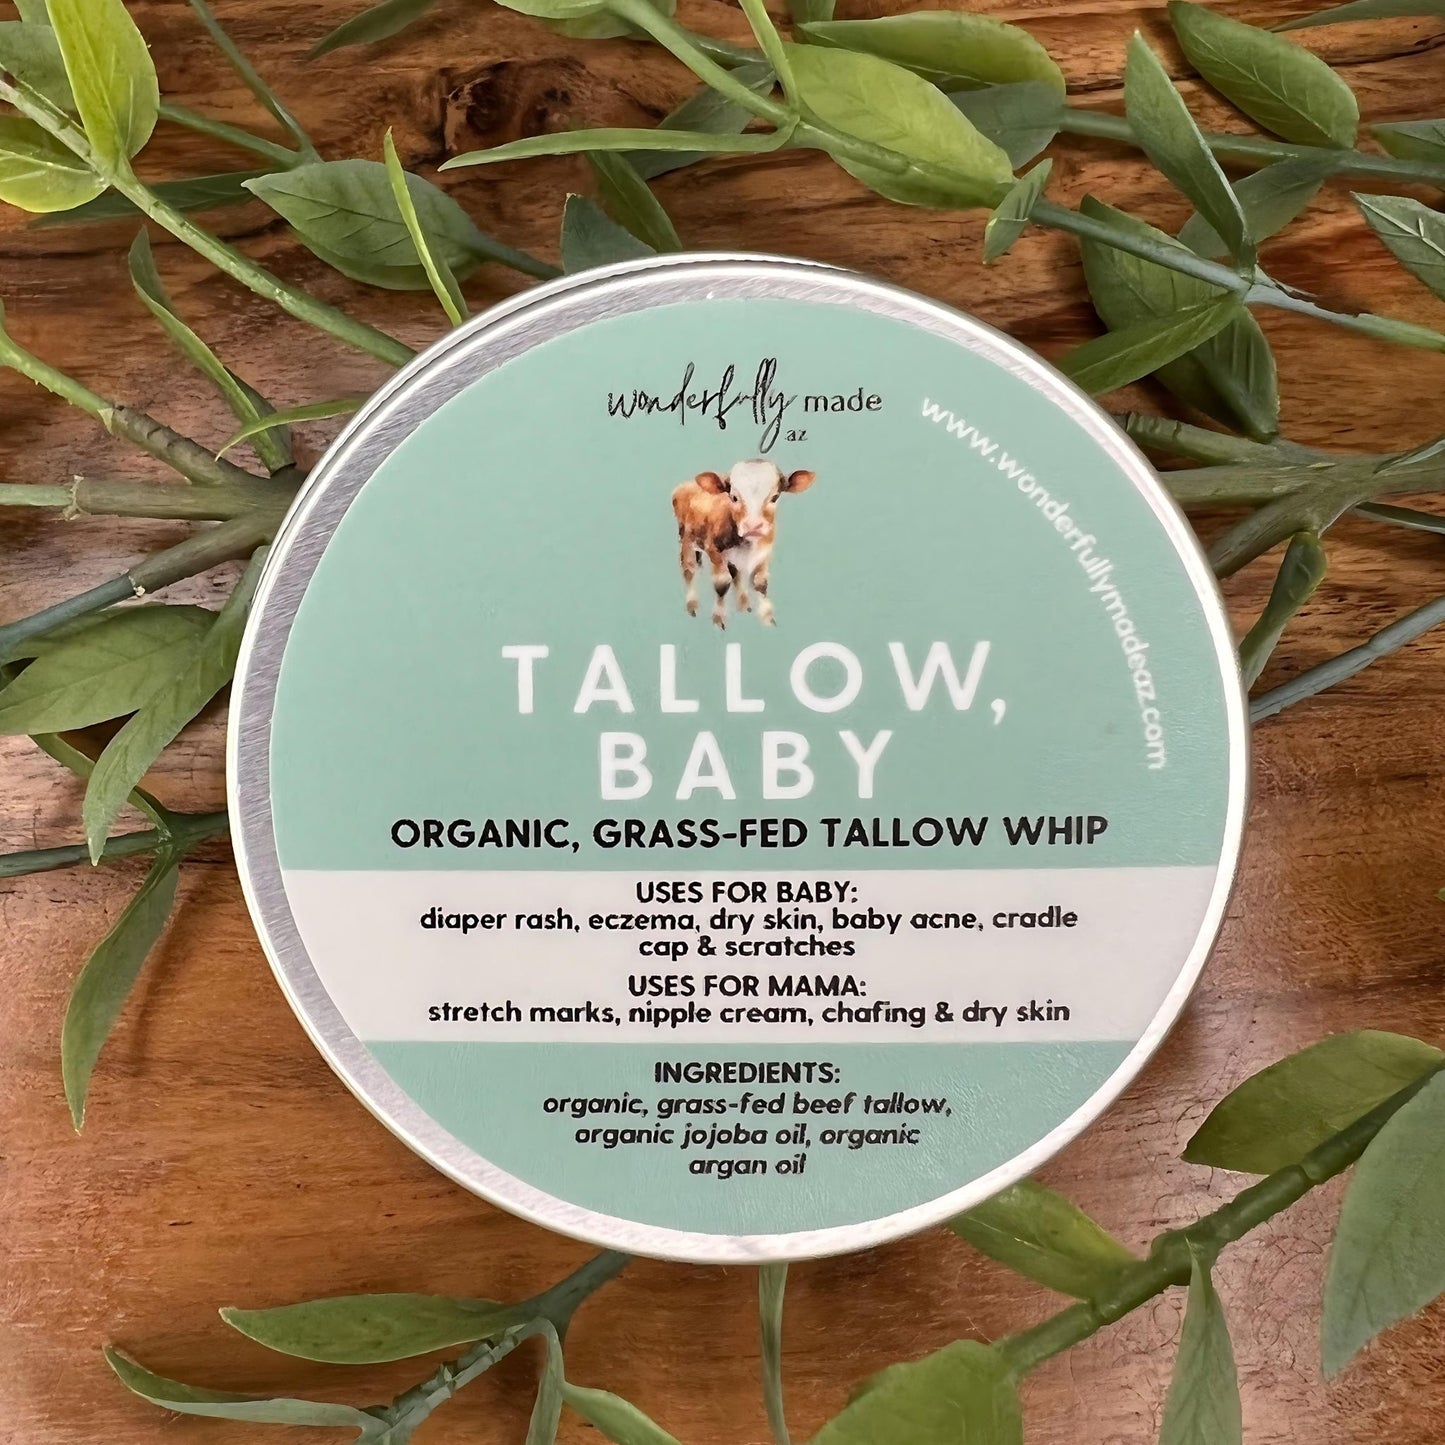 wonderfully made
az
www.wonderfullymadeaz.com
TALLOW,
BABY
ORGANIC, GRASS-FED TALLOW WHIP
USES FOR BABY:
diaper rash, eczema, dry skin, baby acne, cradle
cap & scratches
USES FOR MAMA:
stretch marks, nipple cream, chafing & dry skin
INGREDIENTS:
organic, grass-fed beef tallow,
organic jojoba oil, organic
argan oil